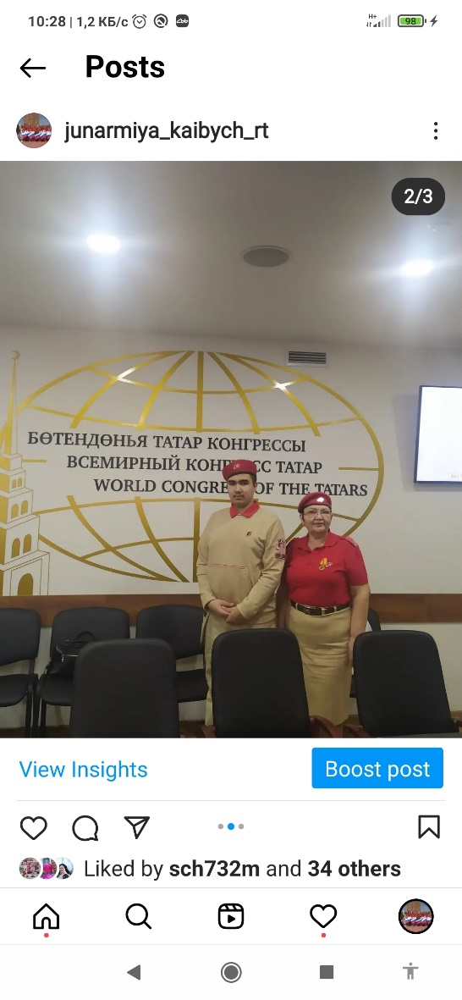 10:28 | 1,2 КБ/с
H+
98
Posts
junarmiya_kaibych_rt
2/3
БӨТЕНДӨНЬЯ ТАТАР КОНГРЕССЫ
ВСЕМИРНЫЙ КОНГРЕСС ТАТАР
WORLD CONGRE OF THE TATARS
View Insights
Boost post
Liked by sch732m and 34 others